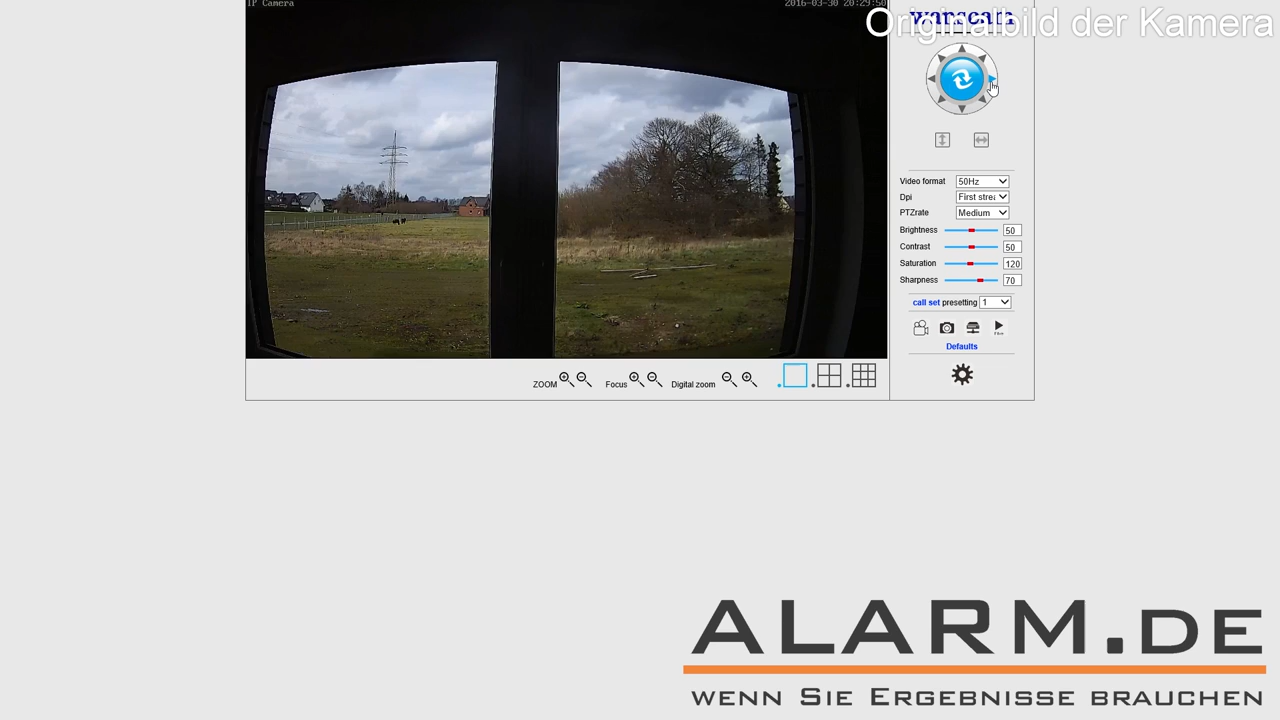 IP Camera
2016-03-30 20:29:50
wanscam
Originalbild der Kamera
Video format 50Hz
Dpi First strea
PTZrate Medium
Brightness 50
Contrast 50
Saturation 120
Sharpness 70
call set presetting 1
Defaults
ZOOM Focus Digital zoom
ALARM.DE
WENN SIE ERGEBNISSE BRAUCHEN